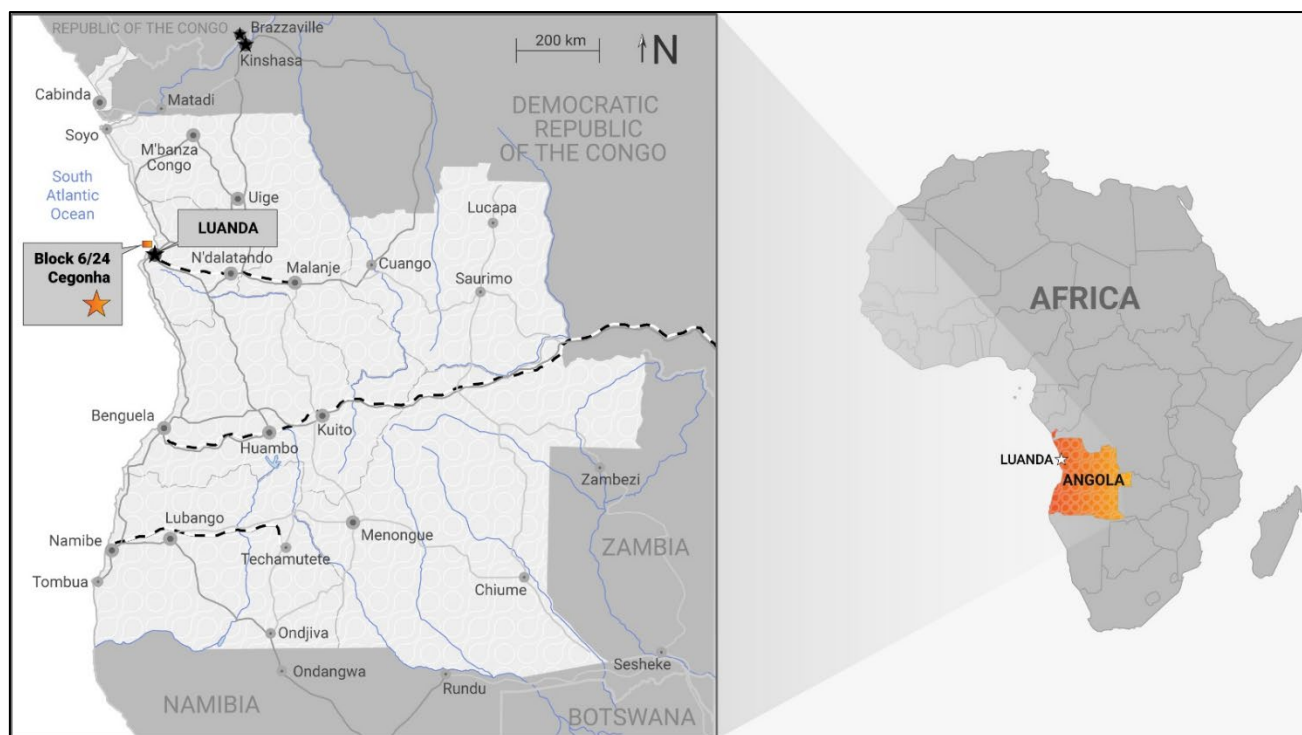 REPUBLIC OF THE CONGO
Brazzaville
Kinshasa
200 km
N
Cabinda
Matadi
Soyo
M'banza
Congo
DEMOCRATIC
REPUBLIC
OF THE CONGO
South
Atlantic
Ocean
Uige
Lucapa
LUANDA
Block 6/24
Cegonha
N'dalatando
Malanje
Cuango
Saurimo
Benguela
Huambo
Kuito
Zambezi
Namibe
Lubango
Techamutete
Menongue
ZAMBIA
Tombua
Chiume
Ondjiva
Ondangwa
Sesheke
Rundu
NAMIBIA
BOTSWANA
AFRICA
LUANDA
ANGOLA